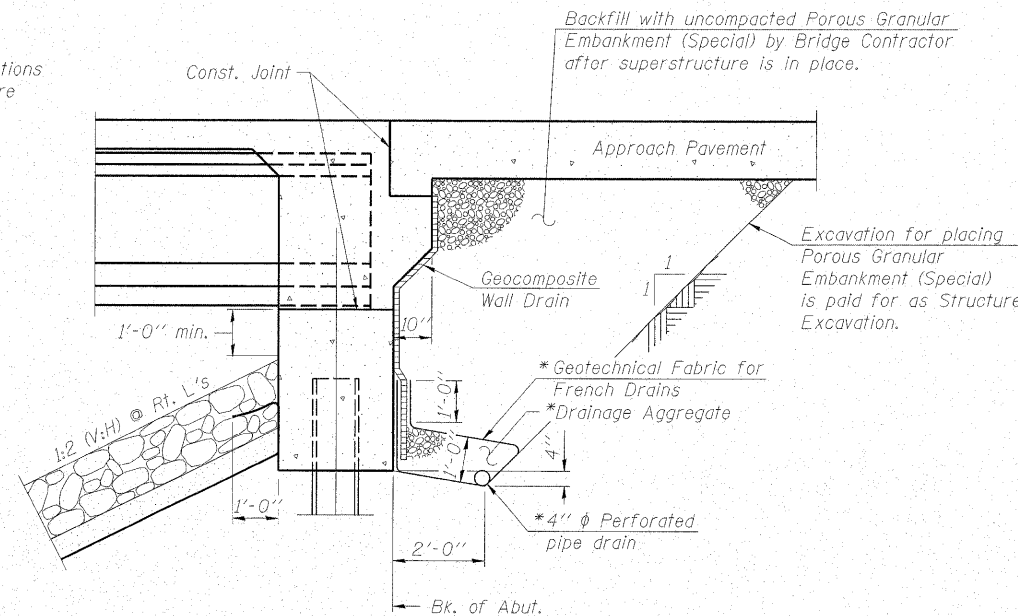 Backfill with uncompacted Porous Granular
Embankment (Special) by Bridge Contractor
after superstructure is in place.
Const. Joint
Approach Pavement
Excavation for placing
Porous Granular
Embankment (Special)
is paid for as Structure
Excavation.
1
1
Geocomposite
Wall Drain
10"
1'-0" min.
*Geotechnical Fabric for
French Drains
*Drainage Aggregate
1'-0"
1'-0"
4"
1:2 (V:H) @ Rt. L's
1'-0"
*4" ϕ Perforated
pipe drain
2'-0"
Bk. of Abut.